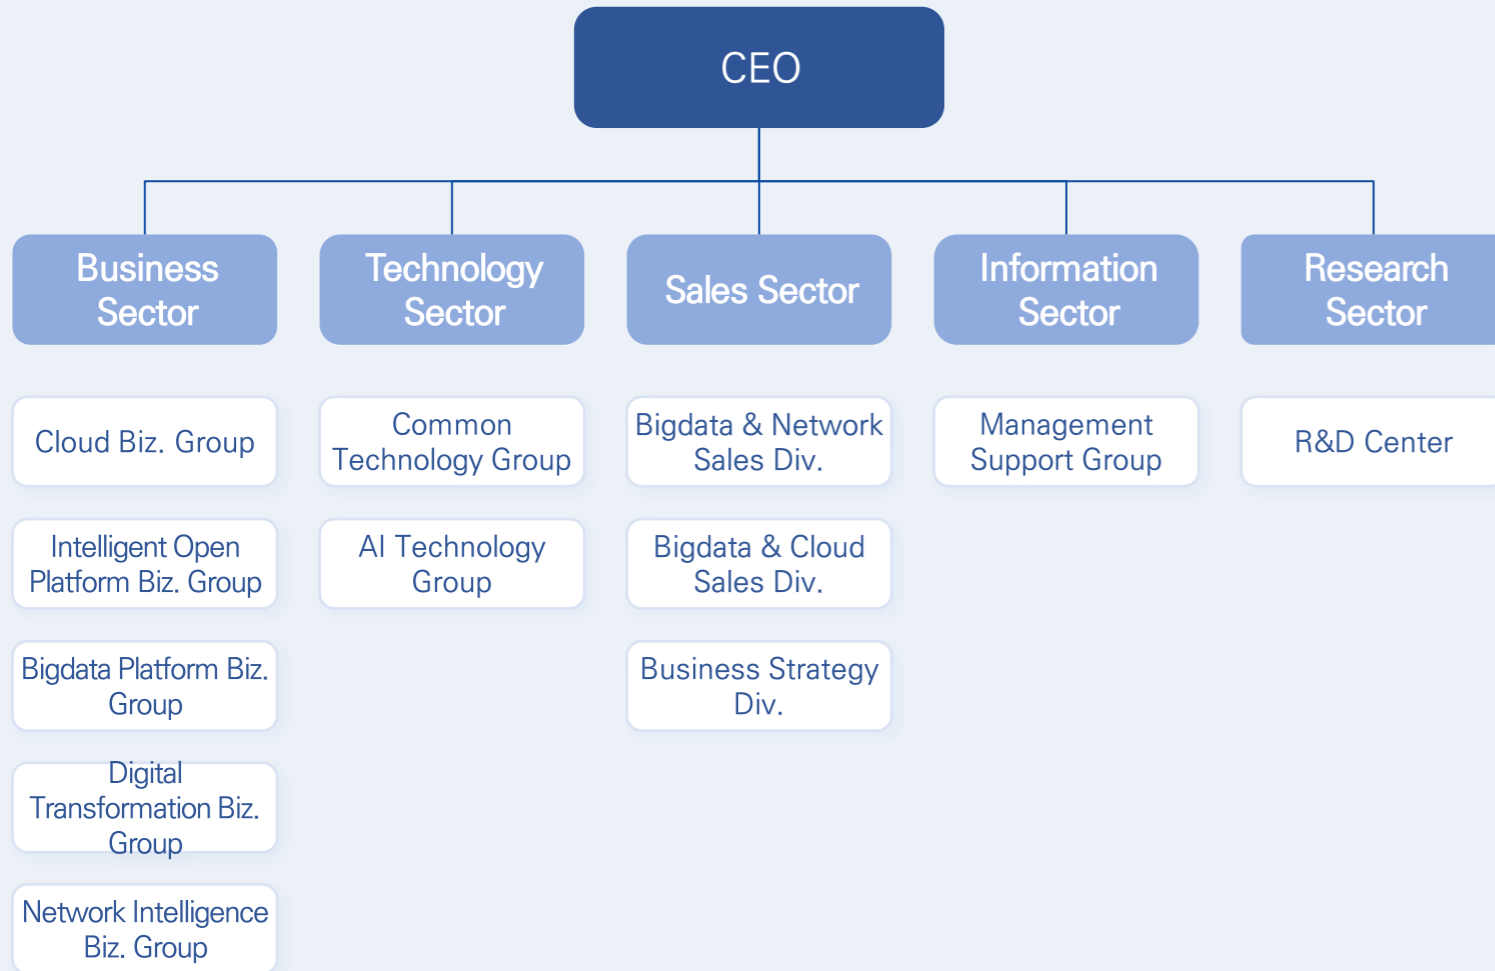 CEO
Business
Sector
Technology
Sector
Sales Sector
Information
Sector
Research
Sector
Cloud Biz. Group
Intelligent Open
Platform Biz. Group
Bigdata Platform Biz.
Group
Digital
Transformation Biz.
Group
Network Intelligence
Biz. Group
Common
Technology Group
AI Technology
Group
Bigdata & Network
Sales Div.
Bigdata & Cloud
Sales Div.
Business Strategy
Div.
Management
Support Group
R&D Center